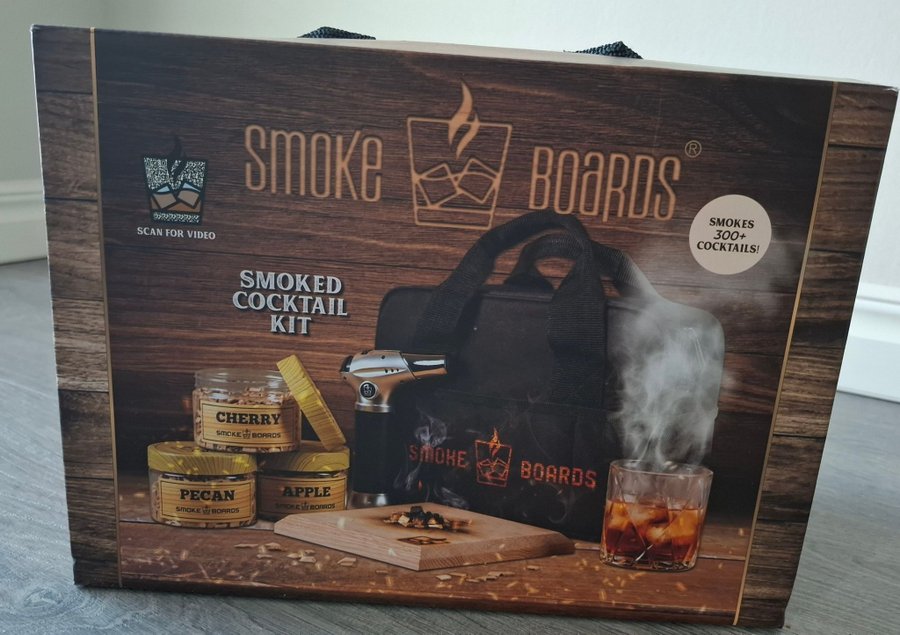 SMOKE BOARDS®
SCAN FOR VIDEO
SMOKES
300+
COCKTAILS!
SMOKED
COCKTAIL
KIT
CHERRY
SMOKE BOARDS
PECAN
SMOKE BOARDS
APPLE
SMOKE BOARDS
SMOKE BOARDS